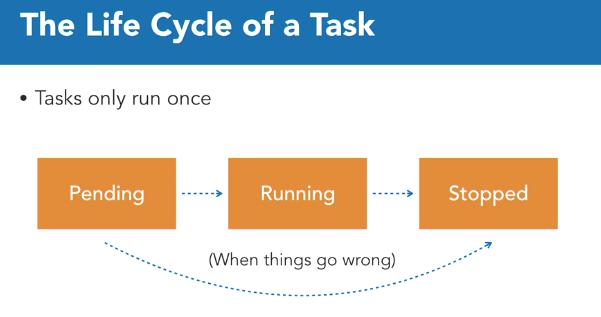 The Life Cycle of a Task
• Tasks only run once
Pending
Running
Stopped
(When things go wrong)